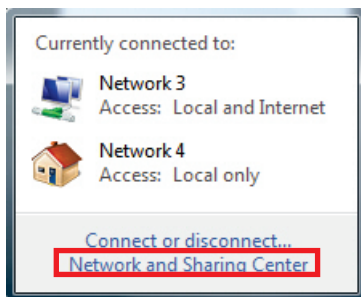 Currently connected to:
Network 3
Access: Local and Internet
Network 4
Access: Local only
Connect or disconnect...
Network and Sharing Center